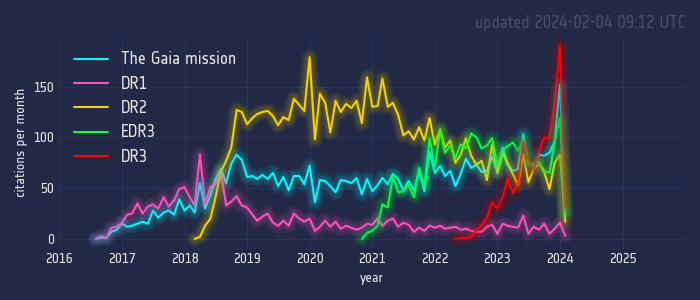 updated 2024-02-04 09:12 UTC
The Gaia mission
DR1
DR2
EDR3
DR3
citations per month
150
100
50
0
2016 2017 2018 2019 2020 2021 2022 2023 2024 2025
year